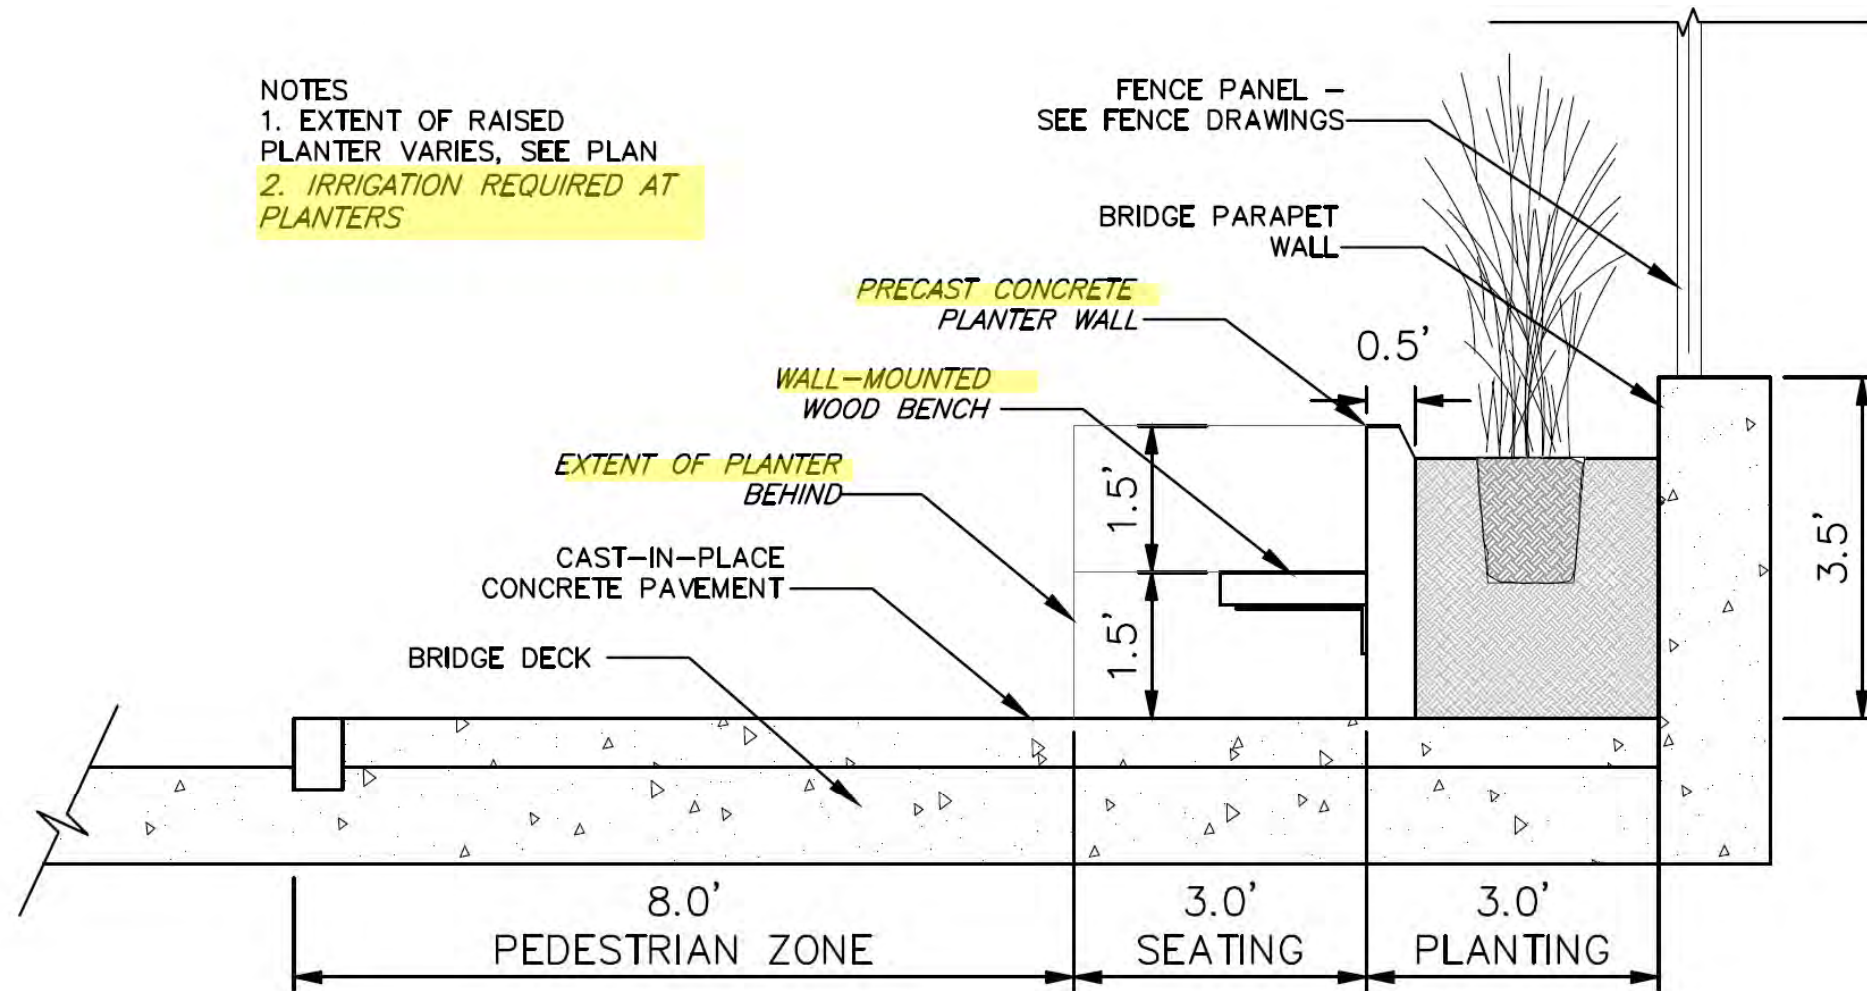 NOTES
1. EXTENT OF RAISED
PLANTER VARIES, SEE PLAN
2. IRRIGATION REQUIRED AT
PLANTERS
FENCE PANEL –
SEE FENCE DRAWINGS
BRIDGE PARAPET
WALL
PRECAST CONCRETE
PLANTER WALL
0.5'
WALL–MOUNTED
WOOD BENCH
EXTENT OF PLANTER
BEHIND
1.5'
CAST–IN–PLACE
CONCRETE PAVEMENT
3.5'
1.5'
BRIDGE DECK
8.0'
PEDESTRIAN ZONE
3.0'
SEATING
3.0'
PLANTING